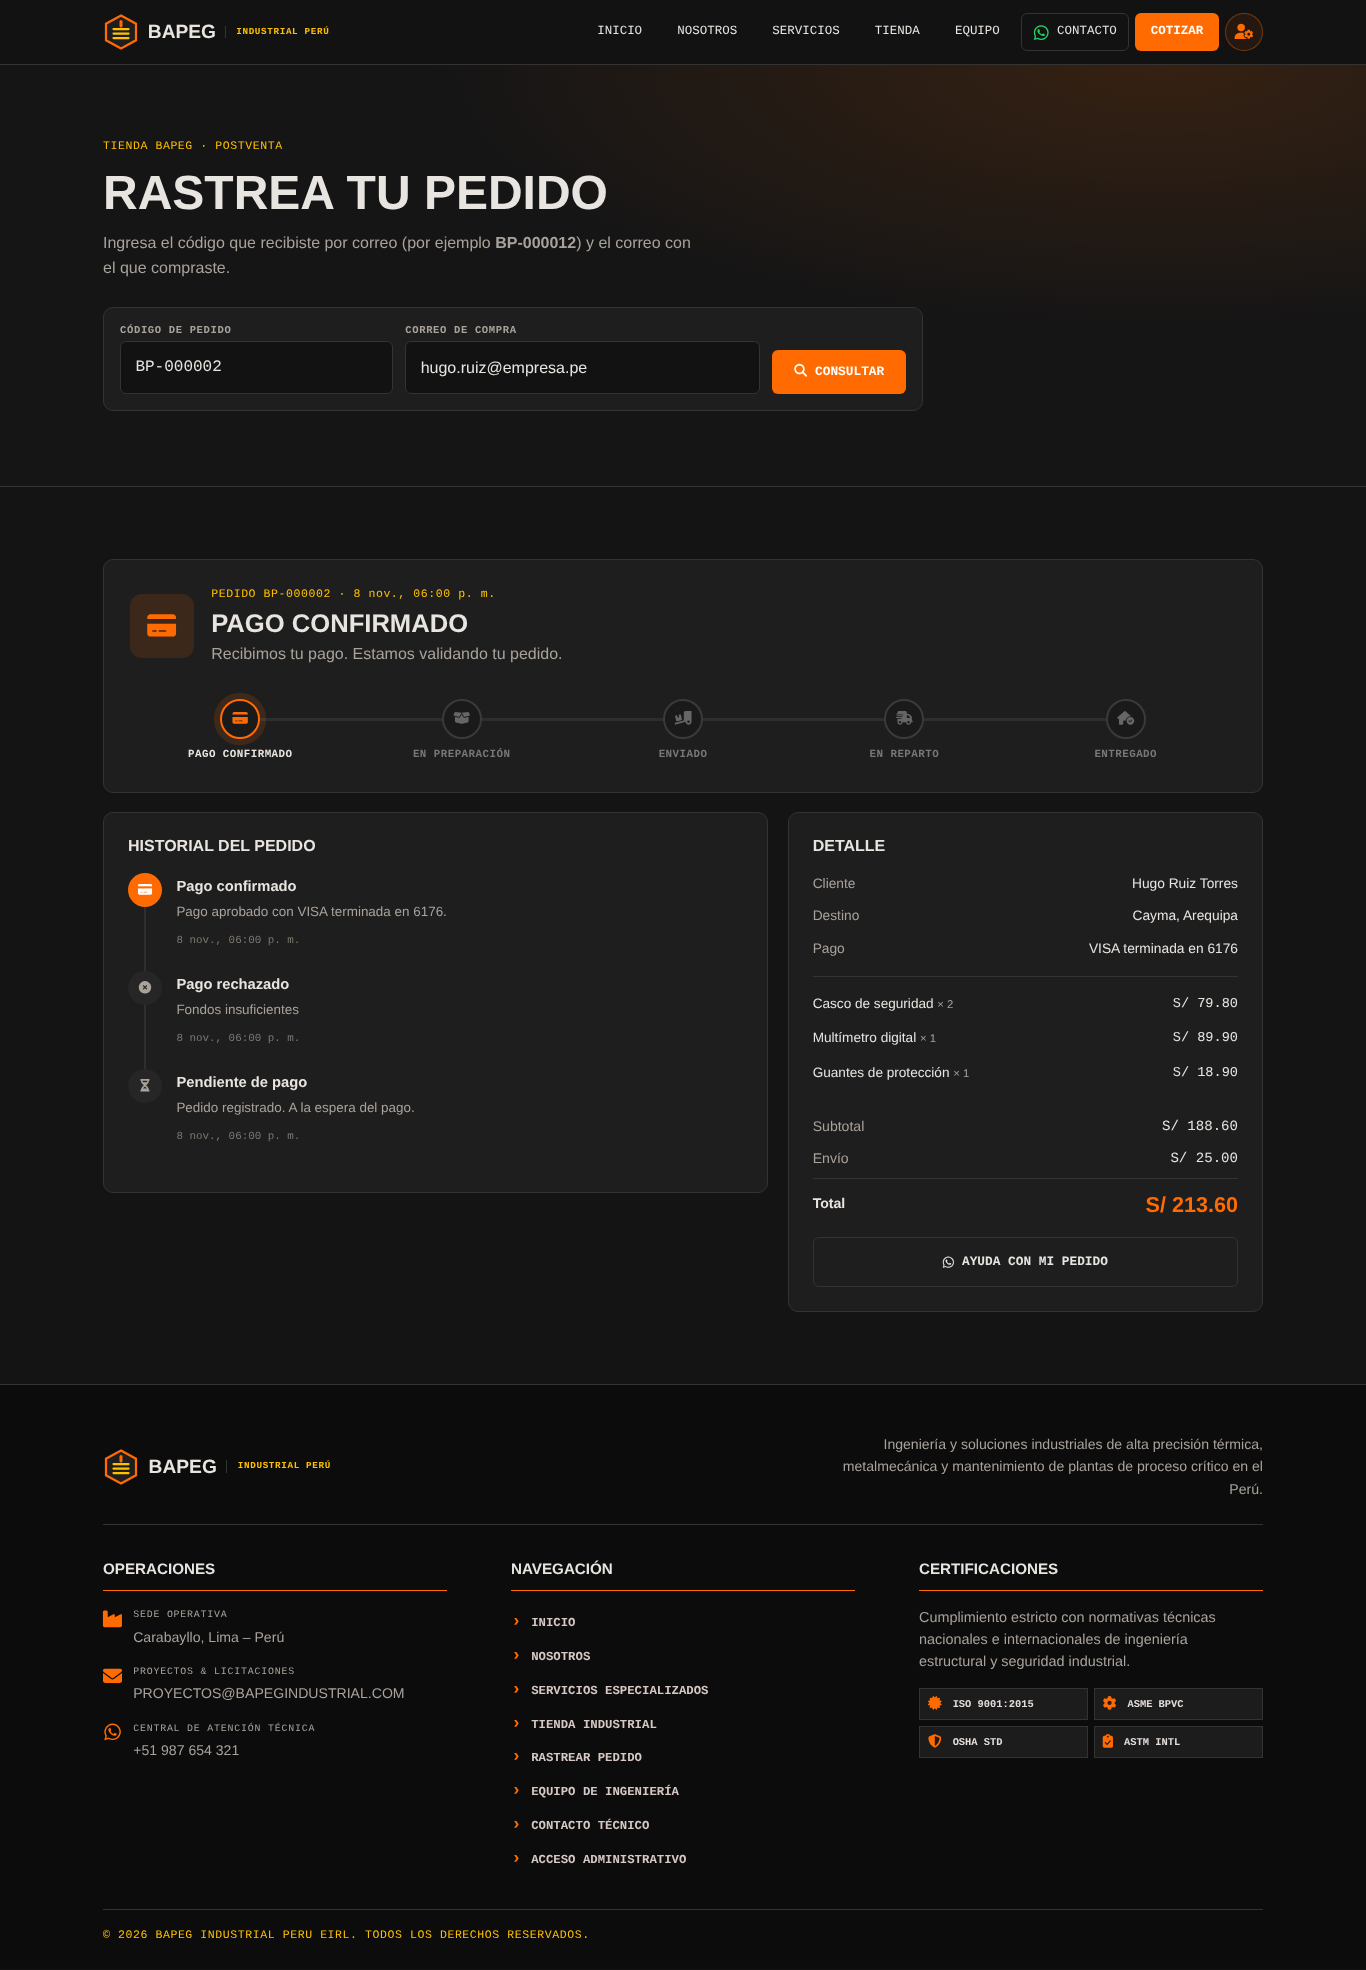 BAPEG INDUSTRIAL PERÚ
INICIO NOSOTROS SERVICIOS TIENDA EQUIPO CONTACTO COTIZAR
TIENDA BAPEG · POSTVENTA
RASTREA TU PEDIDO
Ingresa el código que recibiste por correo (por ejemplo BP-000012) y el correo con
el que compraste.
CÓDIGO DE PEDIDO
BP-000002
CORREO DE COMPRA
hugo.ruiz@empresa.pe
CONSULTAR
PEDIDO BP-000002 · 8 nov., 06:00 p. m.
PAGO CONFIRMADO
Recibimos tu pago. Estamos validando tu pedido.
PAGO CONFIRMADO
EN PREPARACIÓN
ENVIADO
EN REPARTO
ENTREGADO
HISTORIAL DEL PEDIDO
Pago confirmado
Pago aprobado con VISA terminada en 6176.
8 nov., 06:00 p. m.
Pago rechazado
Fondos insuficientes
8 nov., 06:00 p. m.
Pendiente de pago
Pedido registrado. A la espera del pago.
8 nov., 06:00 p. m.
DETALLE
Cliente Hugo Ruiz Torres
Destino Cayma, Arequipa
Pago VISA terminada en 6176
Casco de seguridad × 2 S/ 79.80
Multímetro digital × 1 S/ 89.90
Guantes de protección × 1 S/ 18.90
Subtotal S/ 188.60
Envío S/ 25.00
Total S/ 213.60
AYUDA CON MI PEDIDO
BAPEG INDUSTRIAL PERÚ
Ingeniería y soluciones industriales de alta precisión térmica,
metalmecánica y mantenimiento de plantas de proceso crítico en el
Perú.
OPERACIONES
SEDE OPERATIVA
Carabayllo, Lima – Perú
PROYECTOS & LICITACIONES
PROYECTOS@BAPEGINDUSTRIAL.COM
CENTRAL DE ATENCIÓN TÉCNICA
+51 987 654 321
NAVEGACIÓN
› INICIO
› NOSOTROS
› SERVICIOS ESPECIALIZADOS
› TIENDA INDUSTRIAL
› RASTREAR PEDIDO
› EQUIPO DE INGENIERÍA
› CONTACTO TÉCNICO
› ACCESO ADMINISTRATIVO
CERTIFICACIONES
Cumplimiento estricto con normativas técnicas
nacionales e internacionales de ingeniería
estructural y seguridad industrial.
ISO 9001:2015
ASME BPVC
OSHA STD
ASTM INTL
© 2026 BAPEG INDUSTRIAL PERU EIRL. TODOS LOS DERECHOS RESERVADOS.